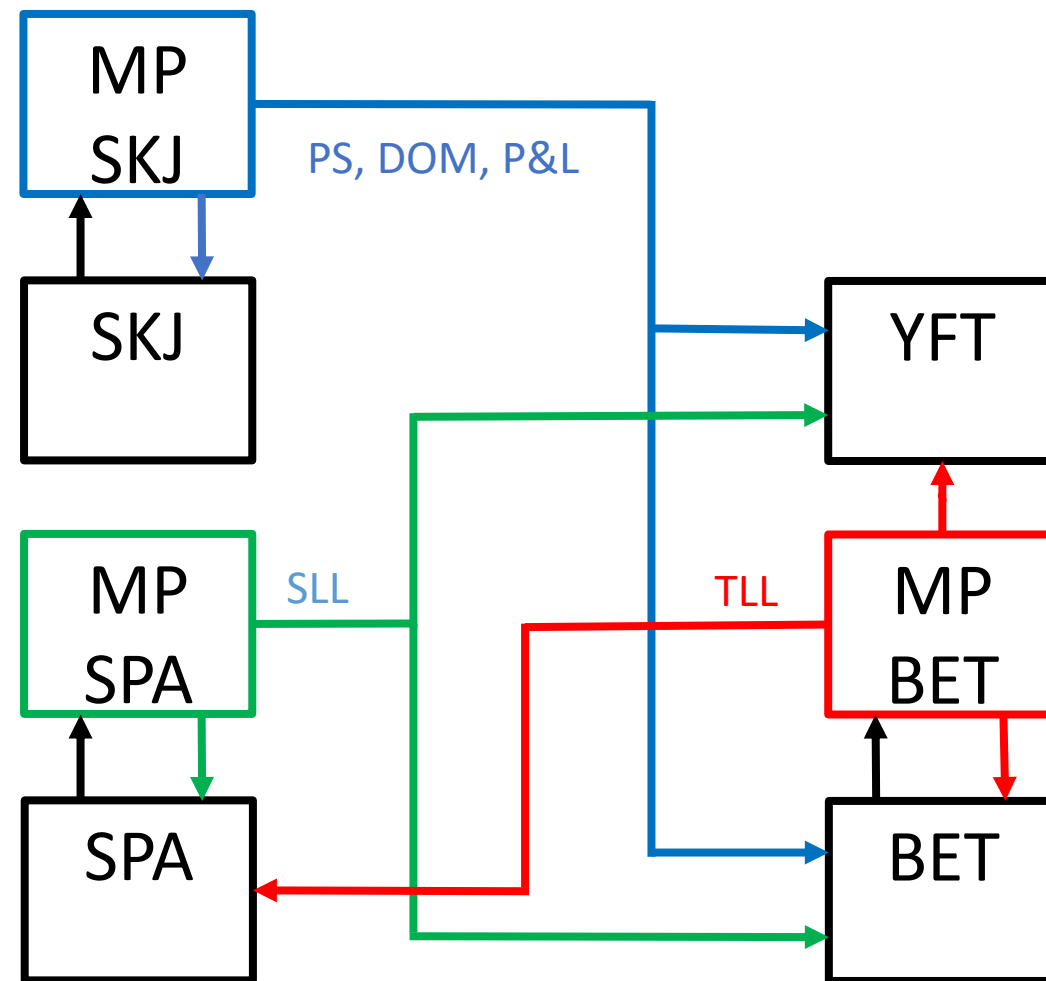 MP
SKJ
PS, DOM, P&L
SKJ
YFT
MP
SPA
SLL
TLL
MP
BET
SPA
BET